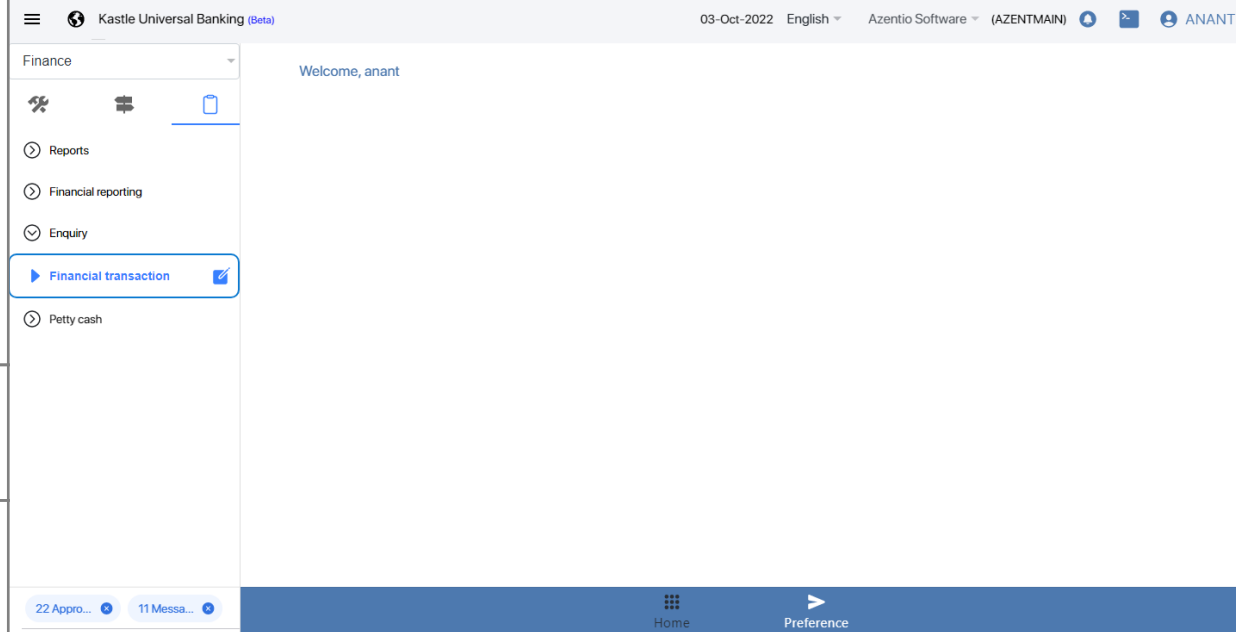 Kastle Universal Banking (Beta)
03-Oct-2022 English Azentio Software (AZENTMAIN) ANANT
Finance
Welcome, anant
Reports
Financial reporting
Enquiry
Financial transaction
Petty cash
22 Appro... 11 Messa...
Home Preference